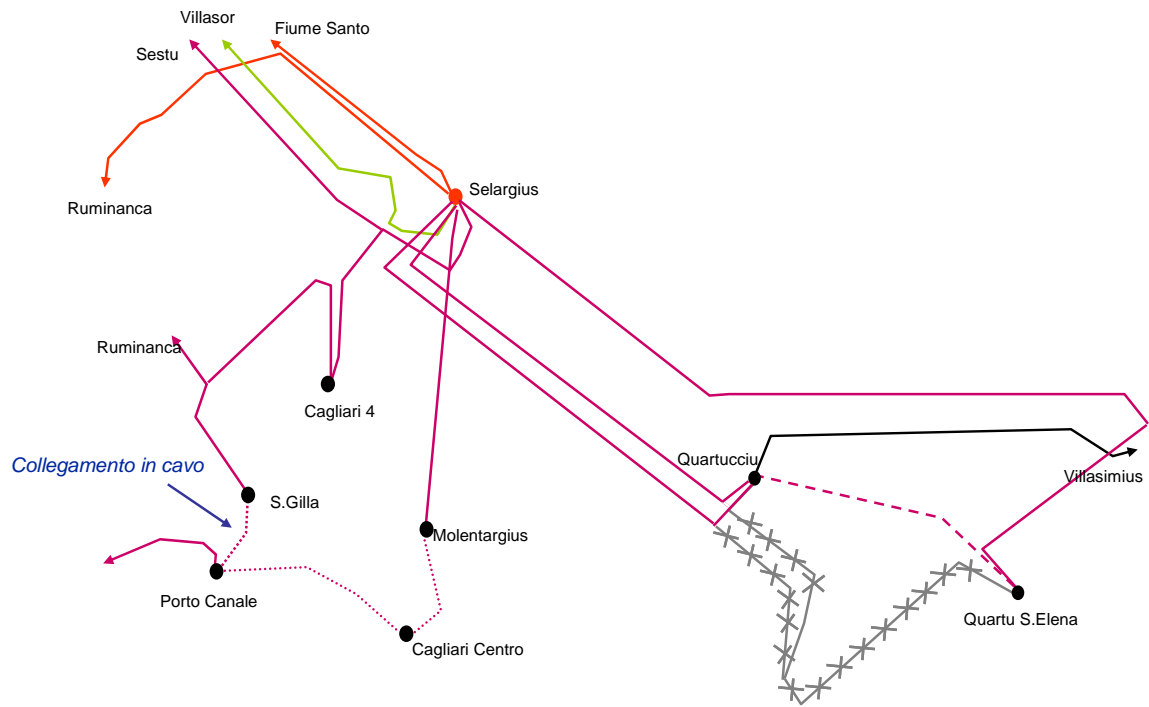 Villasor
Fiume Santo
Sestu
Selargius
Ruminanca
Ruminanca
Cagliari 4
Collegamento in cavo
Quartucciu
Villasimius
S.Gilla
Molentargius
Porto Canale
Quartu S.Elena
Cagliari Centro